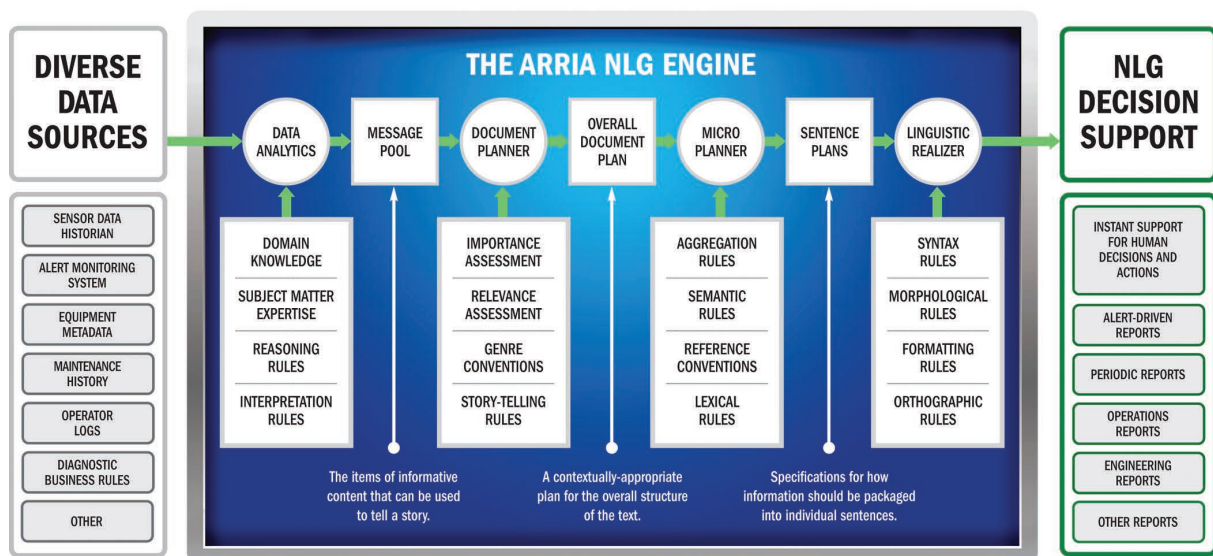 DIVERSE
DATA
SOURCES
SENSOR DATA
HISTORIAN
ALERT MONITORING
SYSTEM
EQUIPMENT
METADATA
MAINTENANCE
HISTORY
OPERATOR
LOGS
DIAGNOSTIC
BUSINESS RULES
OTHER
THE ARRIA NLG ENGINE
DATA
ANALYTICS
MESSAGE
POOL
DOCUMENT
PLANNER
OVERALL
DOCUMENT
PLAN
MICRO
PLANNER
SENTENCE
PLANS
LINGUISTIC
REALIZER
DOMAIN
KNOWLEDGE
SUBJECT MATTER
EXPERTISE
REASONING
RULES
INTERPRETATION
RULES
IMPORTANCE
ASSESSMENT
RELEVANCE
ASSESSMENT
GENRE
CONVENTIONS
STORY-TELLING
RULES
AGGREGATION
RULES
SEMANTIC
RULES
REFERENCE
CONVENTIONS
LEXICAL
RULES
SYNTAX
RULES
MORPHOLOGICAL
RULES
FORMATTING
RULES
ORTHOGRAPHIC
RULES
The items of informative
content that can be used
to tell a story.
A contextually-appropriate
plan for the overall structure
of the text.
Specifications for how
information should be packaged
into individual sentences.
NLG
DECISION
SUPPORT
INSTANT SUPPORT
FOR HUMAN
DECISIONS AND
ACTIONS
ALERT-DRIVEN
REPORTS
PERIODIC REPORTS
OPERATIONS
REPORTS
ENGINEERING
REPORTS
OTHER REPORTS